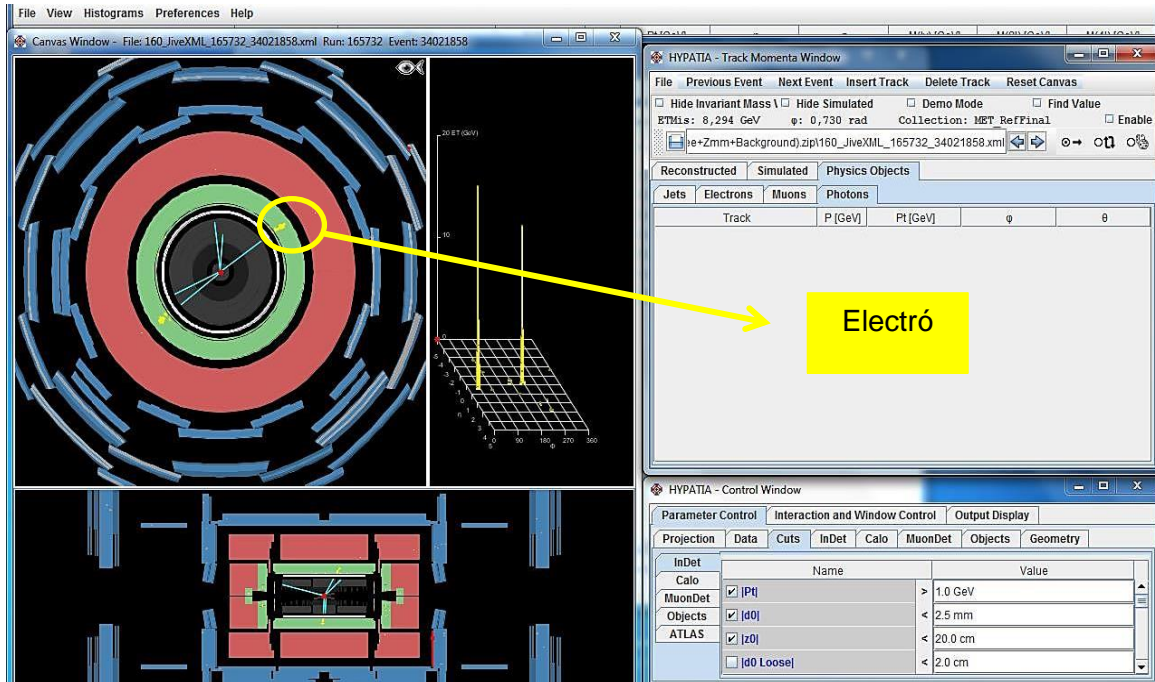 File View Histograms Preferences Help
Canvas Window - File: 160_JiveXML_165732_34021858.xml Run: 165732 Event: 34021858
20 ET (GeV)
10
0
0 90 180 270 360
Φ
HYPATIA - Track Momenta Window
File Previous Event Next Event Insert Track Delete Track Reset Canvas
Hide Invariant Mass \ Hide Simulated Demo Mode Find Value
ETMis: 8,294 GeV φ: 0,730 rad Collection: MET_RefFinal Enable
ee+Zmm+Background).zip\160_JiveXML_165732_34021858.xml
Reconstructed Simulated Physics Objects
Jets Electrons Muons Photons
Track P [GeV] Pt [GeV] φ θ
Electró
HYPATIA - Control Window
Parameter Control Interaction and Window Control Output Display
Projection Data Cuts InDet Calo MuonDet Objects Geometry
InDet
Calo
MuonDet
Objects
ATLAS
Name Value
|Pt| > 1.0 GeV
|d0| < 2.5 mm
|z0| < 20.0 cm
|d0 Loose| < 2.0 cm